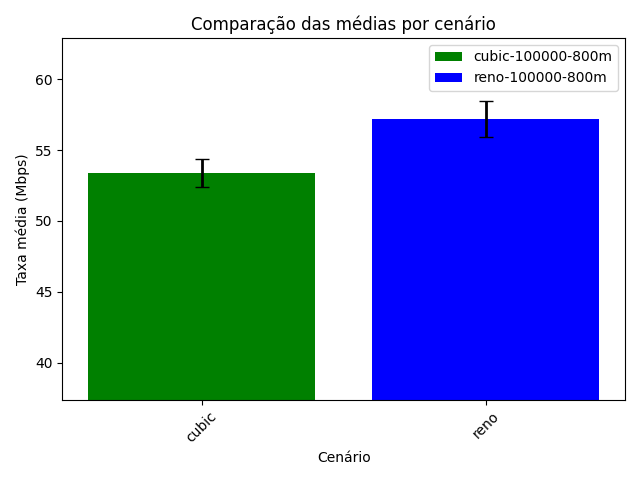 Comparação das médias por cenário
cubic-100000-800m
reno-100000-800m
Taxa média (Mbps)
60
55
50
45
40
cubic
reno
Cenário